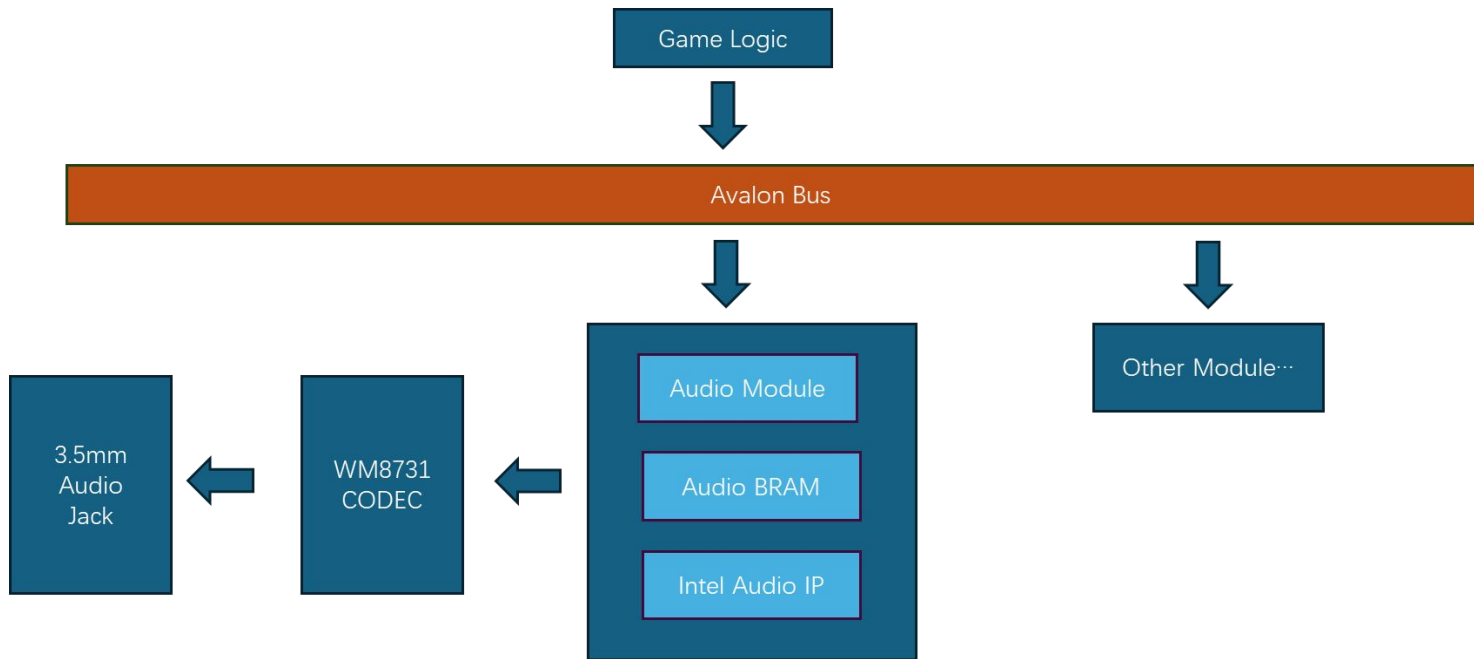 Game Logic
Avalon Bus
Audio Module
Other Module...
3.5mm
Audio
Jack
WM8731
CODEC
Audio BRAM
Intel Audio IP